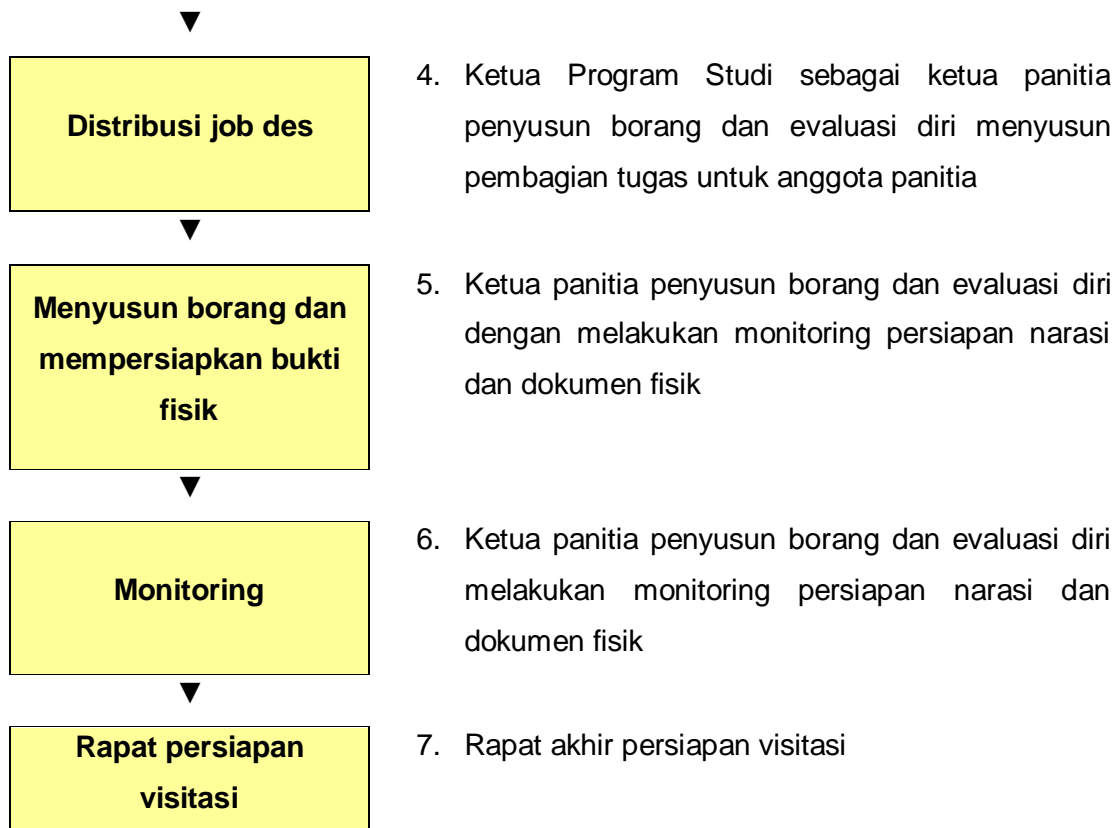 ▼
Distribusi job des
4. Ketua Program Studi sebagai ketua panitia
penyusun borang dan evaluasi diri menyusun
pembagian tugas untuk anggota panitia
▼
Menyusun borang dan
mempersiapkan bukti
fisik
5. Ketua panitia penyusun borang dan evaluasi diri
dengan melakukan monitoring persiapan narasi
dan dokumen fisik
▼
Monitoring
6. Ketua panitia penyusun borang dan evaluasi diri
melakukan monitoring persiapan narasi dan
dokumen fisik
▼
Rapat persiapan
visitasi
7. Rapat akhir persiapan visitasi